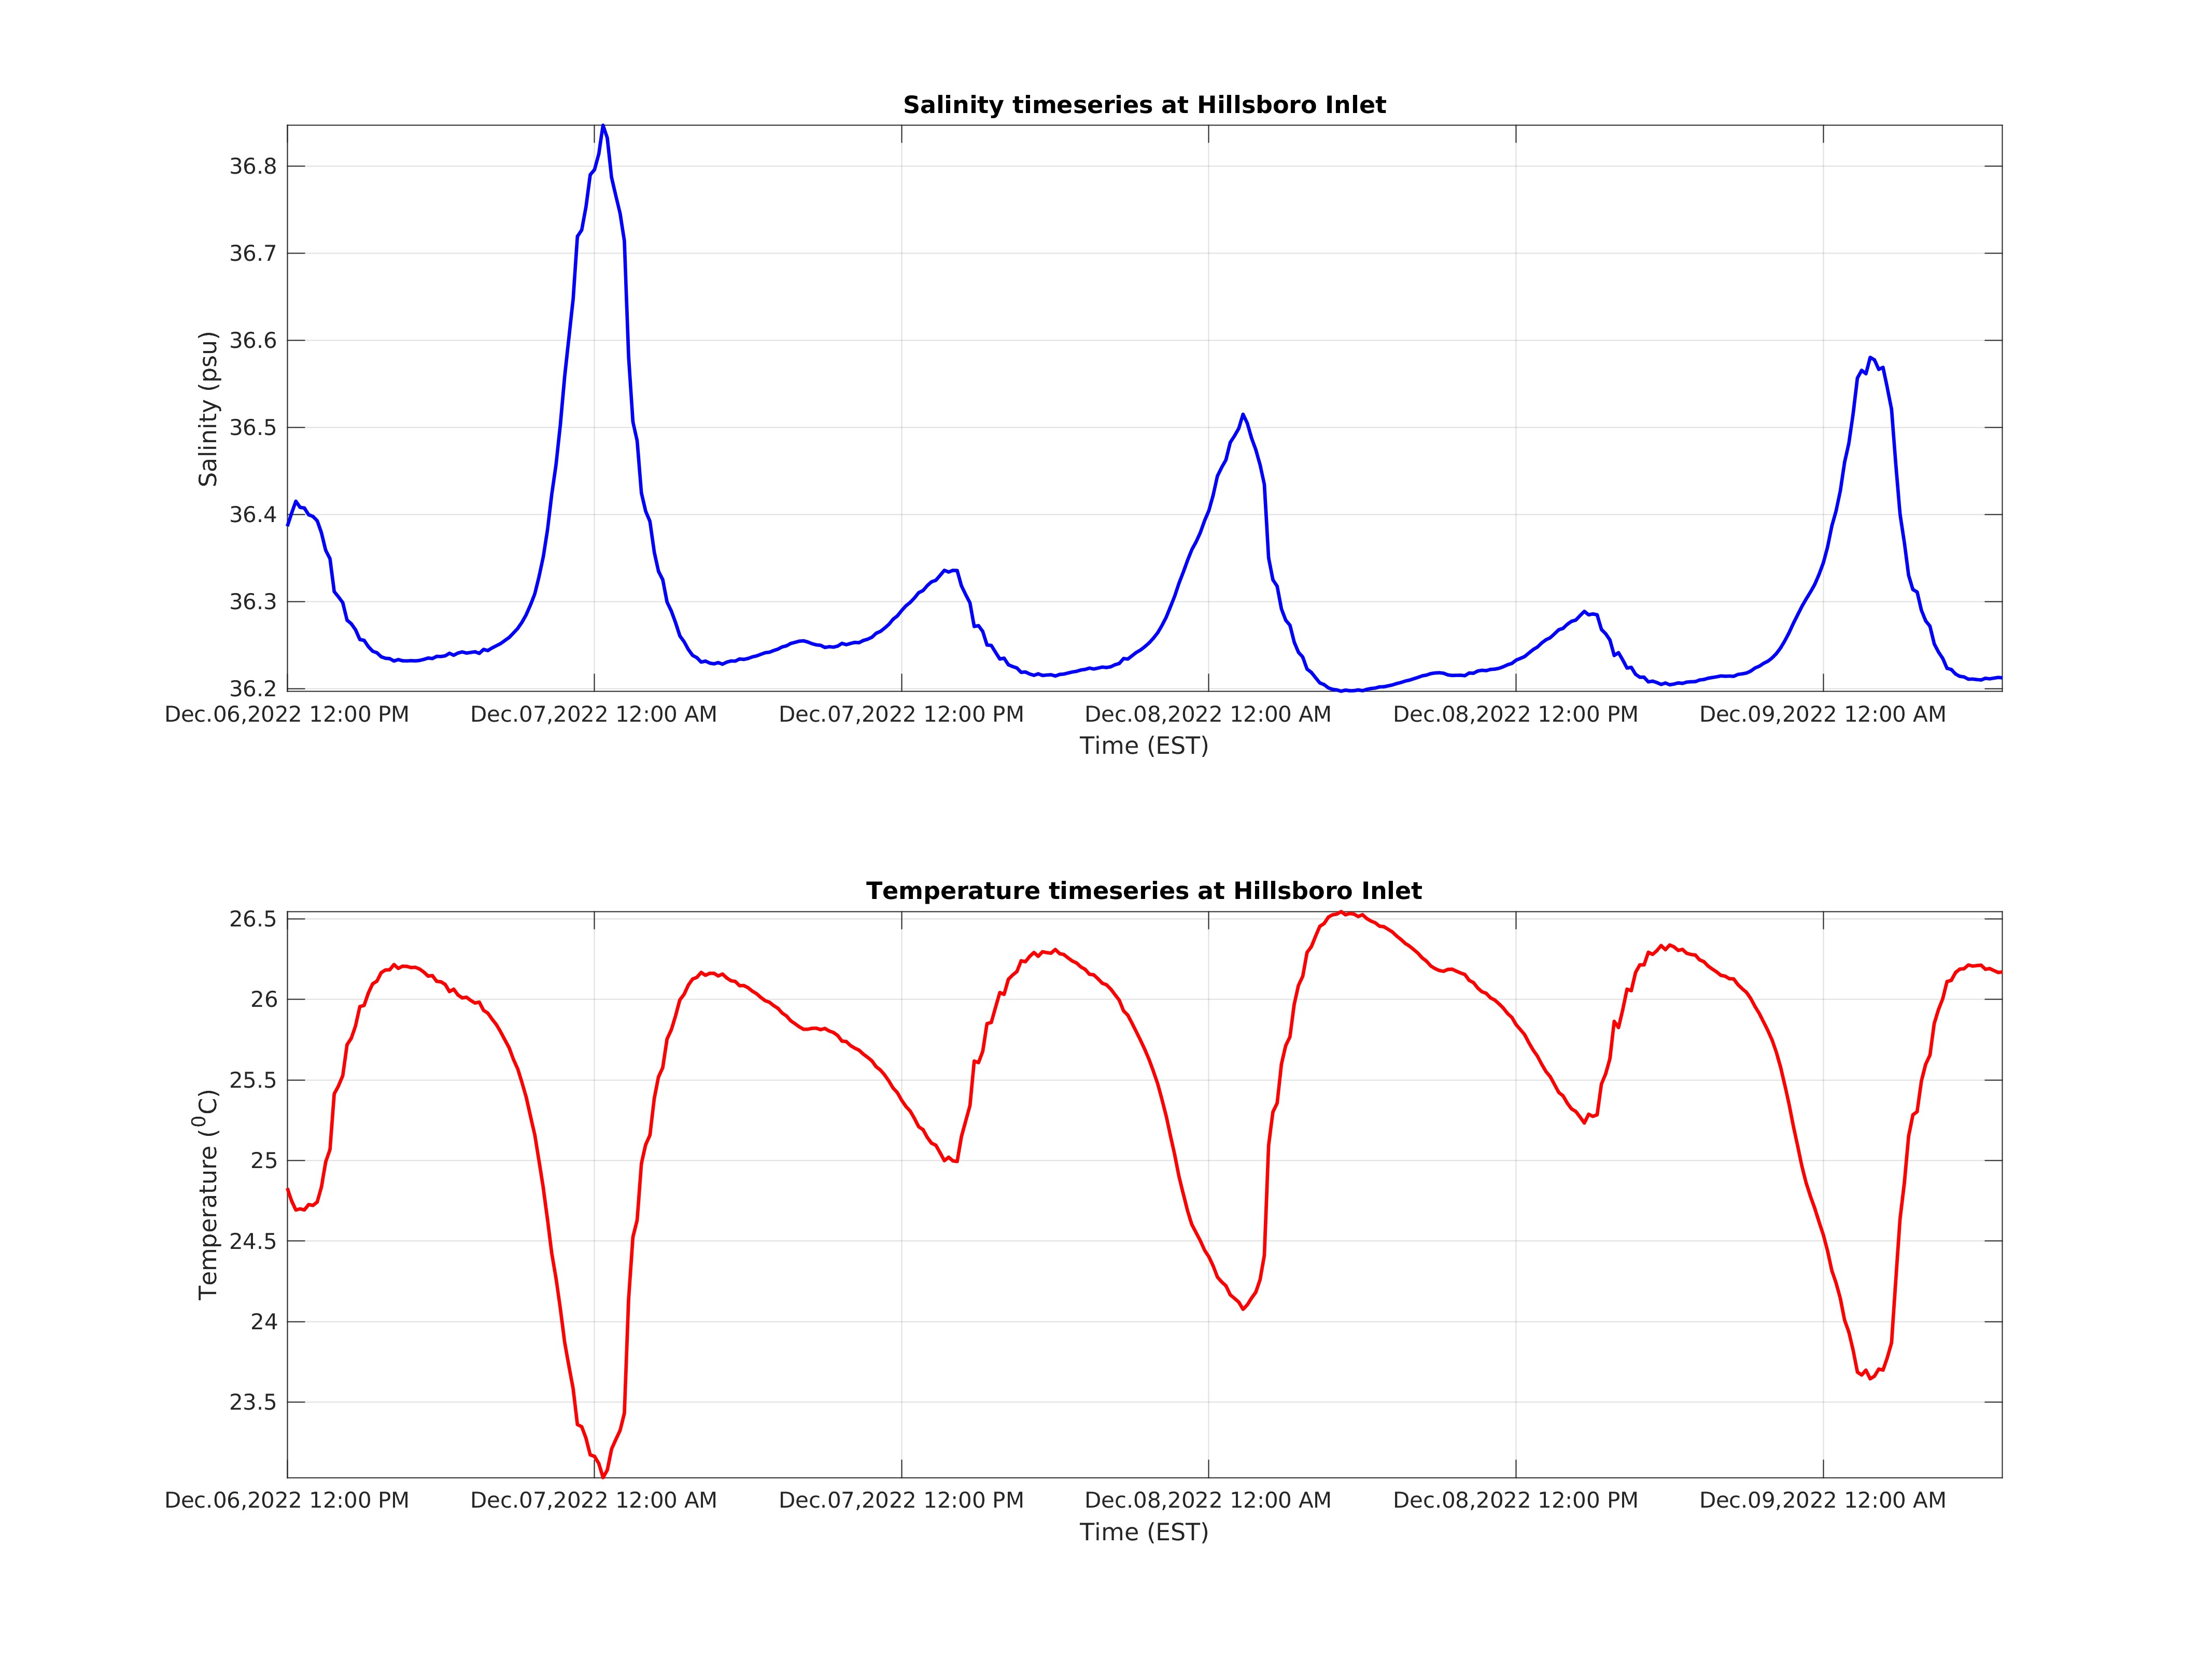 Salinity timeseries at Hillsboro Inlet
36.8
36.7
36.6
36.5
36.4
36.3
36.2
Salinity (psu)
Dec.06,2022 12:00 PM Dec.07,2022 12:00 AM Dec.07,2022 12:00 PM Dec.08,2022 12:00 AM Dec.08,2022 12:00 PM Dec.09,2022 12:00 AM
Time (EST)
Temperature timeseries at Hillsboro Inlet
26.5
26
25.5
25
24.5
24
23.5
Temperature (⁰C)
Dec.06,2022 12:00 PM Dec.07,2022 12:00 AM Dec.07,2022 12:00 PM Dec.08,2022 12:00 AM Dec.08,2022 12:00 PM Dec.09,2022 12:00 AM
Time (EST)